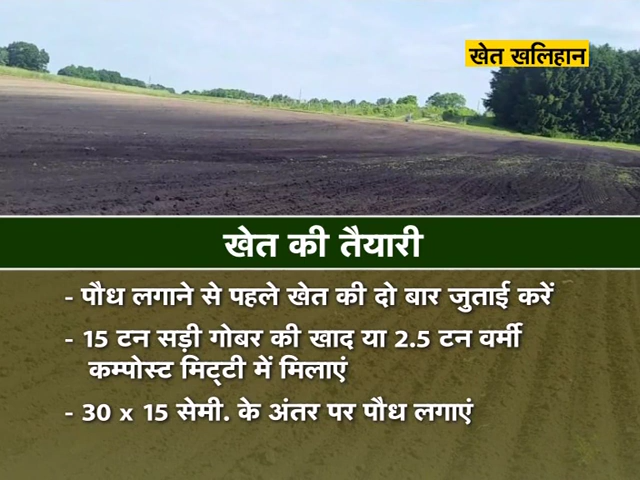 खेत खलिहान
खेत की तैयारी
- पौध लगाने से पहले खेत की दो बार जुताई करें
- 15 टन सड़ी गोबर की खाद या 2.5 टन वर्मी
कम्पोस्ट मिट्टी में मिलाएं
- 30 x 15 सेमी. के अंतर पर पौध लगाएं